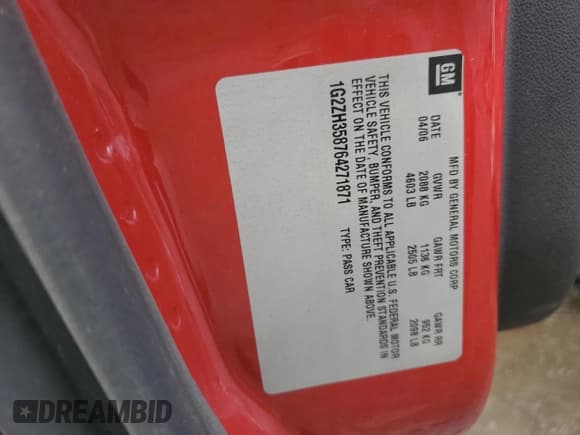 GM
MFD BY GENERAL MOTORS CORP
DATE GVWR GAWR FRT GAWR RR
04/06 2088 KG 1136 KG 952 KG
4603 LB 2505 LB 2098 LB
THIS VEHICLE CONFORMS TO ALL APPLICABLE U.S. FEDERAL MOTOR
VEHICLE SAFETY, BUMPER, AND THEFT PREVENTION STANDARDS IN
EFFECT ON THE DATE OF MANUFACTURE SHOWN ABOVE.
1G2ZH358764271871 TYPE: PASS CAR
DREAMBID